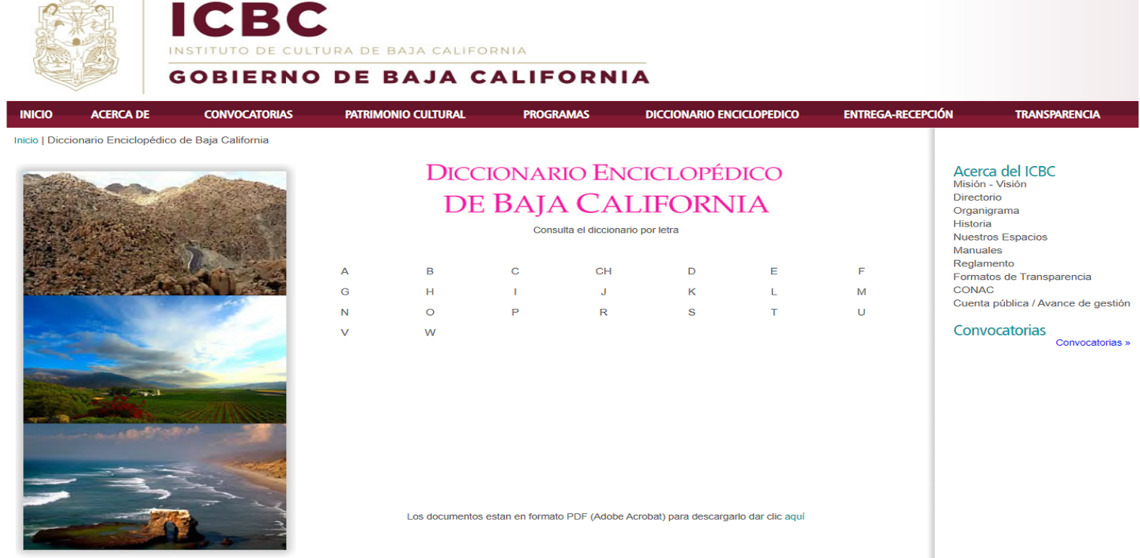 ICBC
INSTITUTO DE CULTURA DE BAJA CALIFORNIA
GOBIERNO DE BAJA CALIFORNIA
INICIO ACERCA DE CONVOCATORIAS PATRIMONIO CULTURAL PROGRAMAS DICCIONARIO ENCICLOPEDICO ENTREGA-RECEPCIÓN TRANSPARENCIA
Inicio | Diccionario Enciclopédico de Baja California
DICCIONARIO ENCICLOPÉDICO
DE BAJA CALIFORNIA
Consulta el diccionario por letra
A B C CH D E F
G H I J K L M
N O P R S T U
V W
Los documentos estan en formato PDF (Adobe Acrobat) para descargarlo dar clic aquí
Acerca del ICBC
Misión - Visión
Directorio
Organigrama
Historia
Nuestros Espacios
Manuales
Reglamento
Formatos de Transparencia
CONAC
Cuenta pública / Avance de gestión
Convocatorias
Convocatorias »